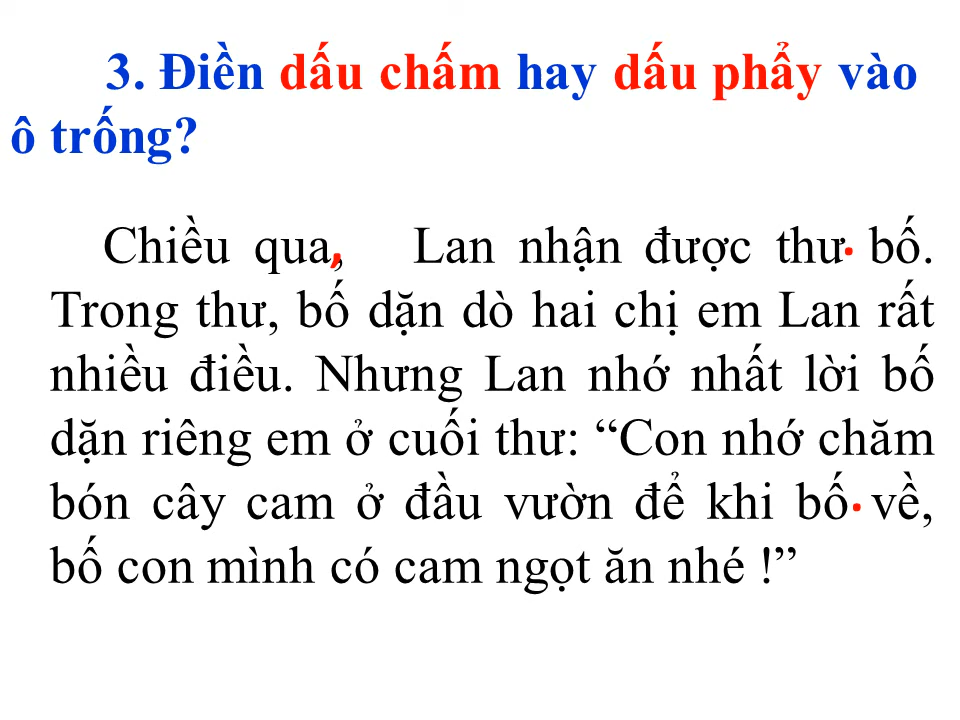 3. Điền dấu chấm hay dấu phẩy vào
ô trống?
Chiều qua, Lan nhận được thư. bố.
Trong thư, bố dặn dò hai chị em Lan rất
nhiều điều. Nhưng Lan nhớ nhất lời bố
dặn riêng em ở cuối thư: “Con nhớ chăm
bón cây cam ở đầu vườn để khi bố. về,
bố con mình có cam ngọt ăn nhé !”